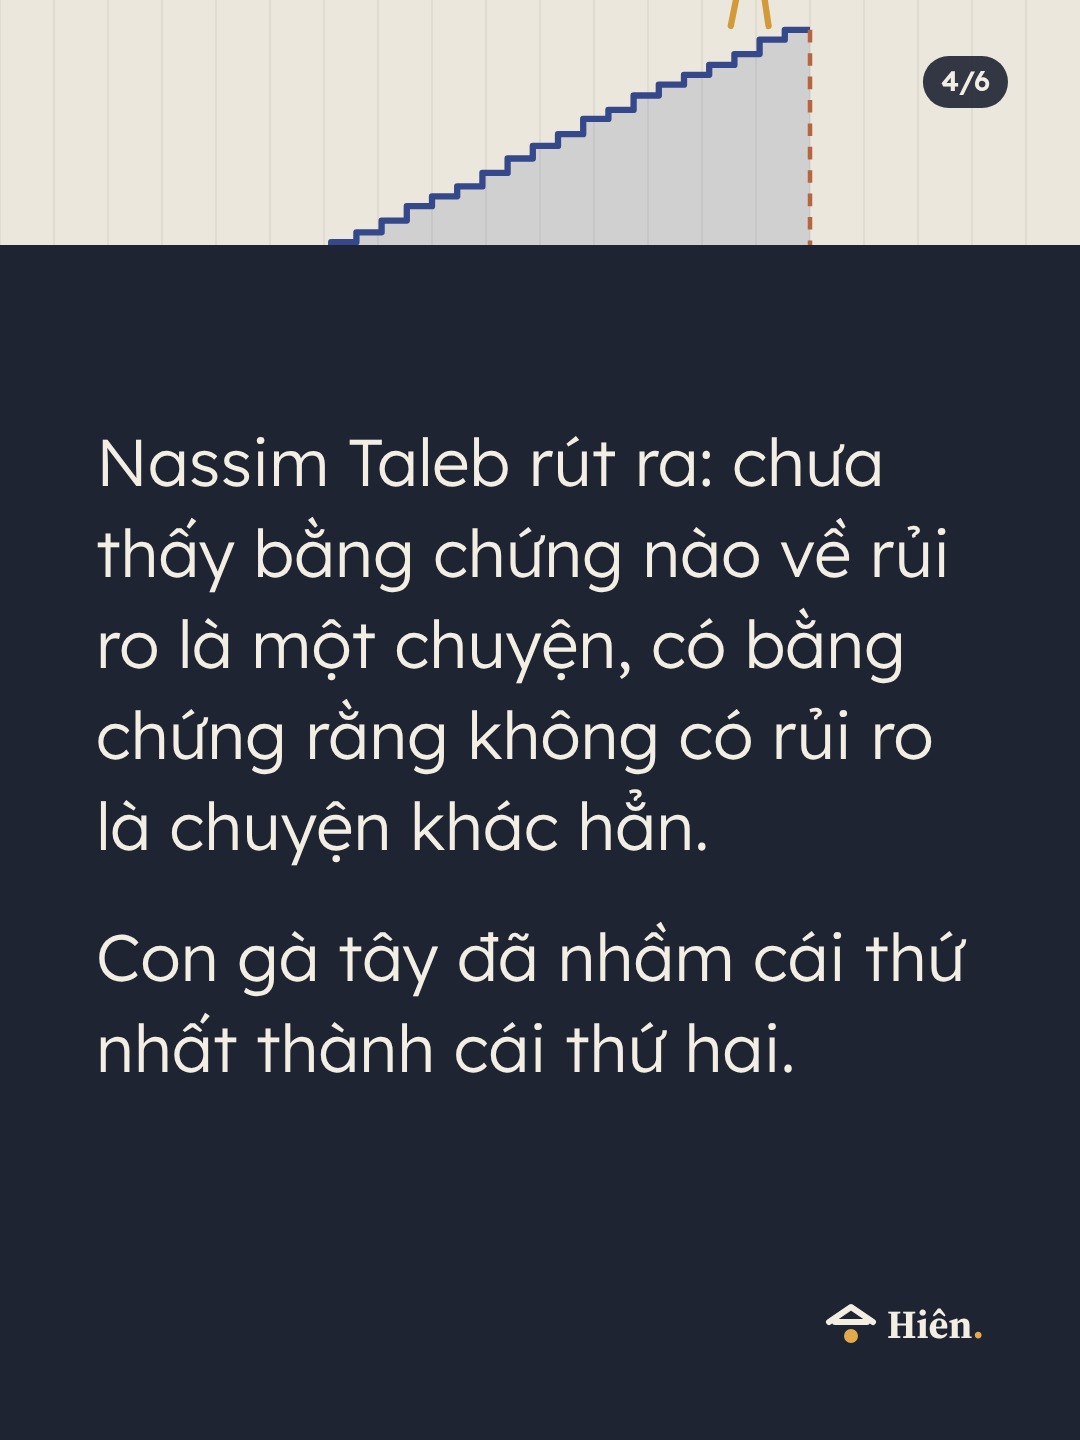 4/6
Nassim Taleb rút ra: chưa
thấy bằng chứng nào về rủi
ro là một chuyện, có bằng
chứng rằng không có rủi ro
là chuyện khác hẳn.
Con gà tây đã nhầm cái thứ
nhất thành cái thứ hai.
Hiên.